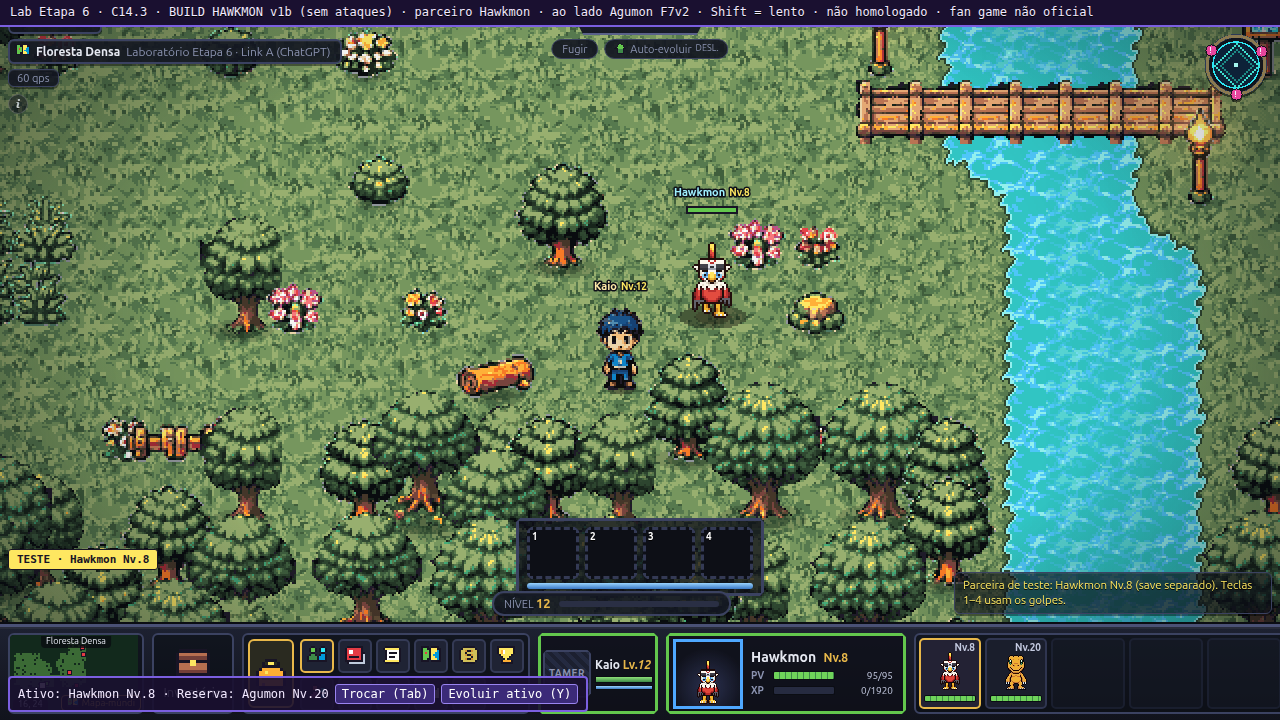 Lab Etapa 6 · C14.3 · BUILD HAWKMON v1b (sem ataques) · parceiro Hawkmon · ao lado Agumon F7v2 · Shift = lento · não homologado · fan game não oficial
Floresta Densa Laboratório Etapa 6 · Link A (ChatGPT)
Fugir
Auto-evoluir DESL.
60 qps
i
Hawkmon Nv.8
Kaio Nv.12
TESTE · Hawkmon Nv.8
1 2 3 4
NÍVEL 12
Parceira de teste: Hawkmon Nv.8 (save separado). Teclas
1–4 usam os golpes.
Floresta Densa
TAMER
Kaio Lv.12
Hawkmon Nv.8
PV 95/95
XP 0/1920
Nv.8
Nv.20
Ativo: Hawkmon Nv.8 · Reserva: Agumon Nv.20 Trocar (Tab) Evoluir ativo (Y)